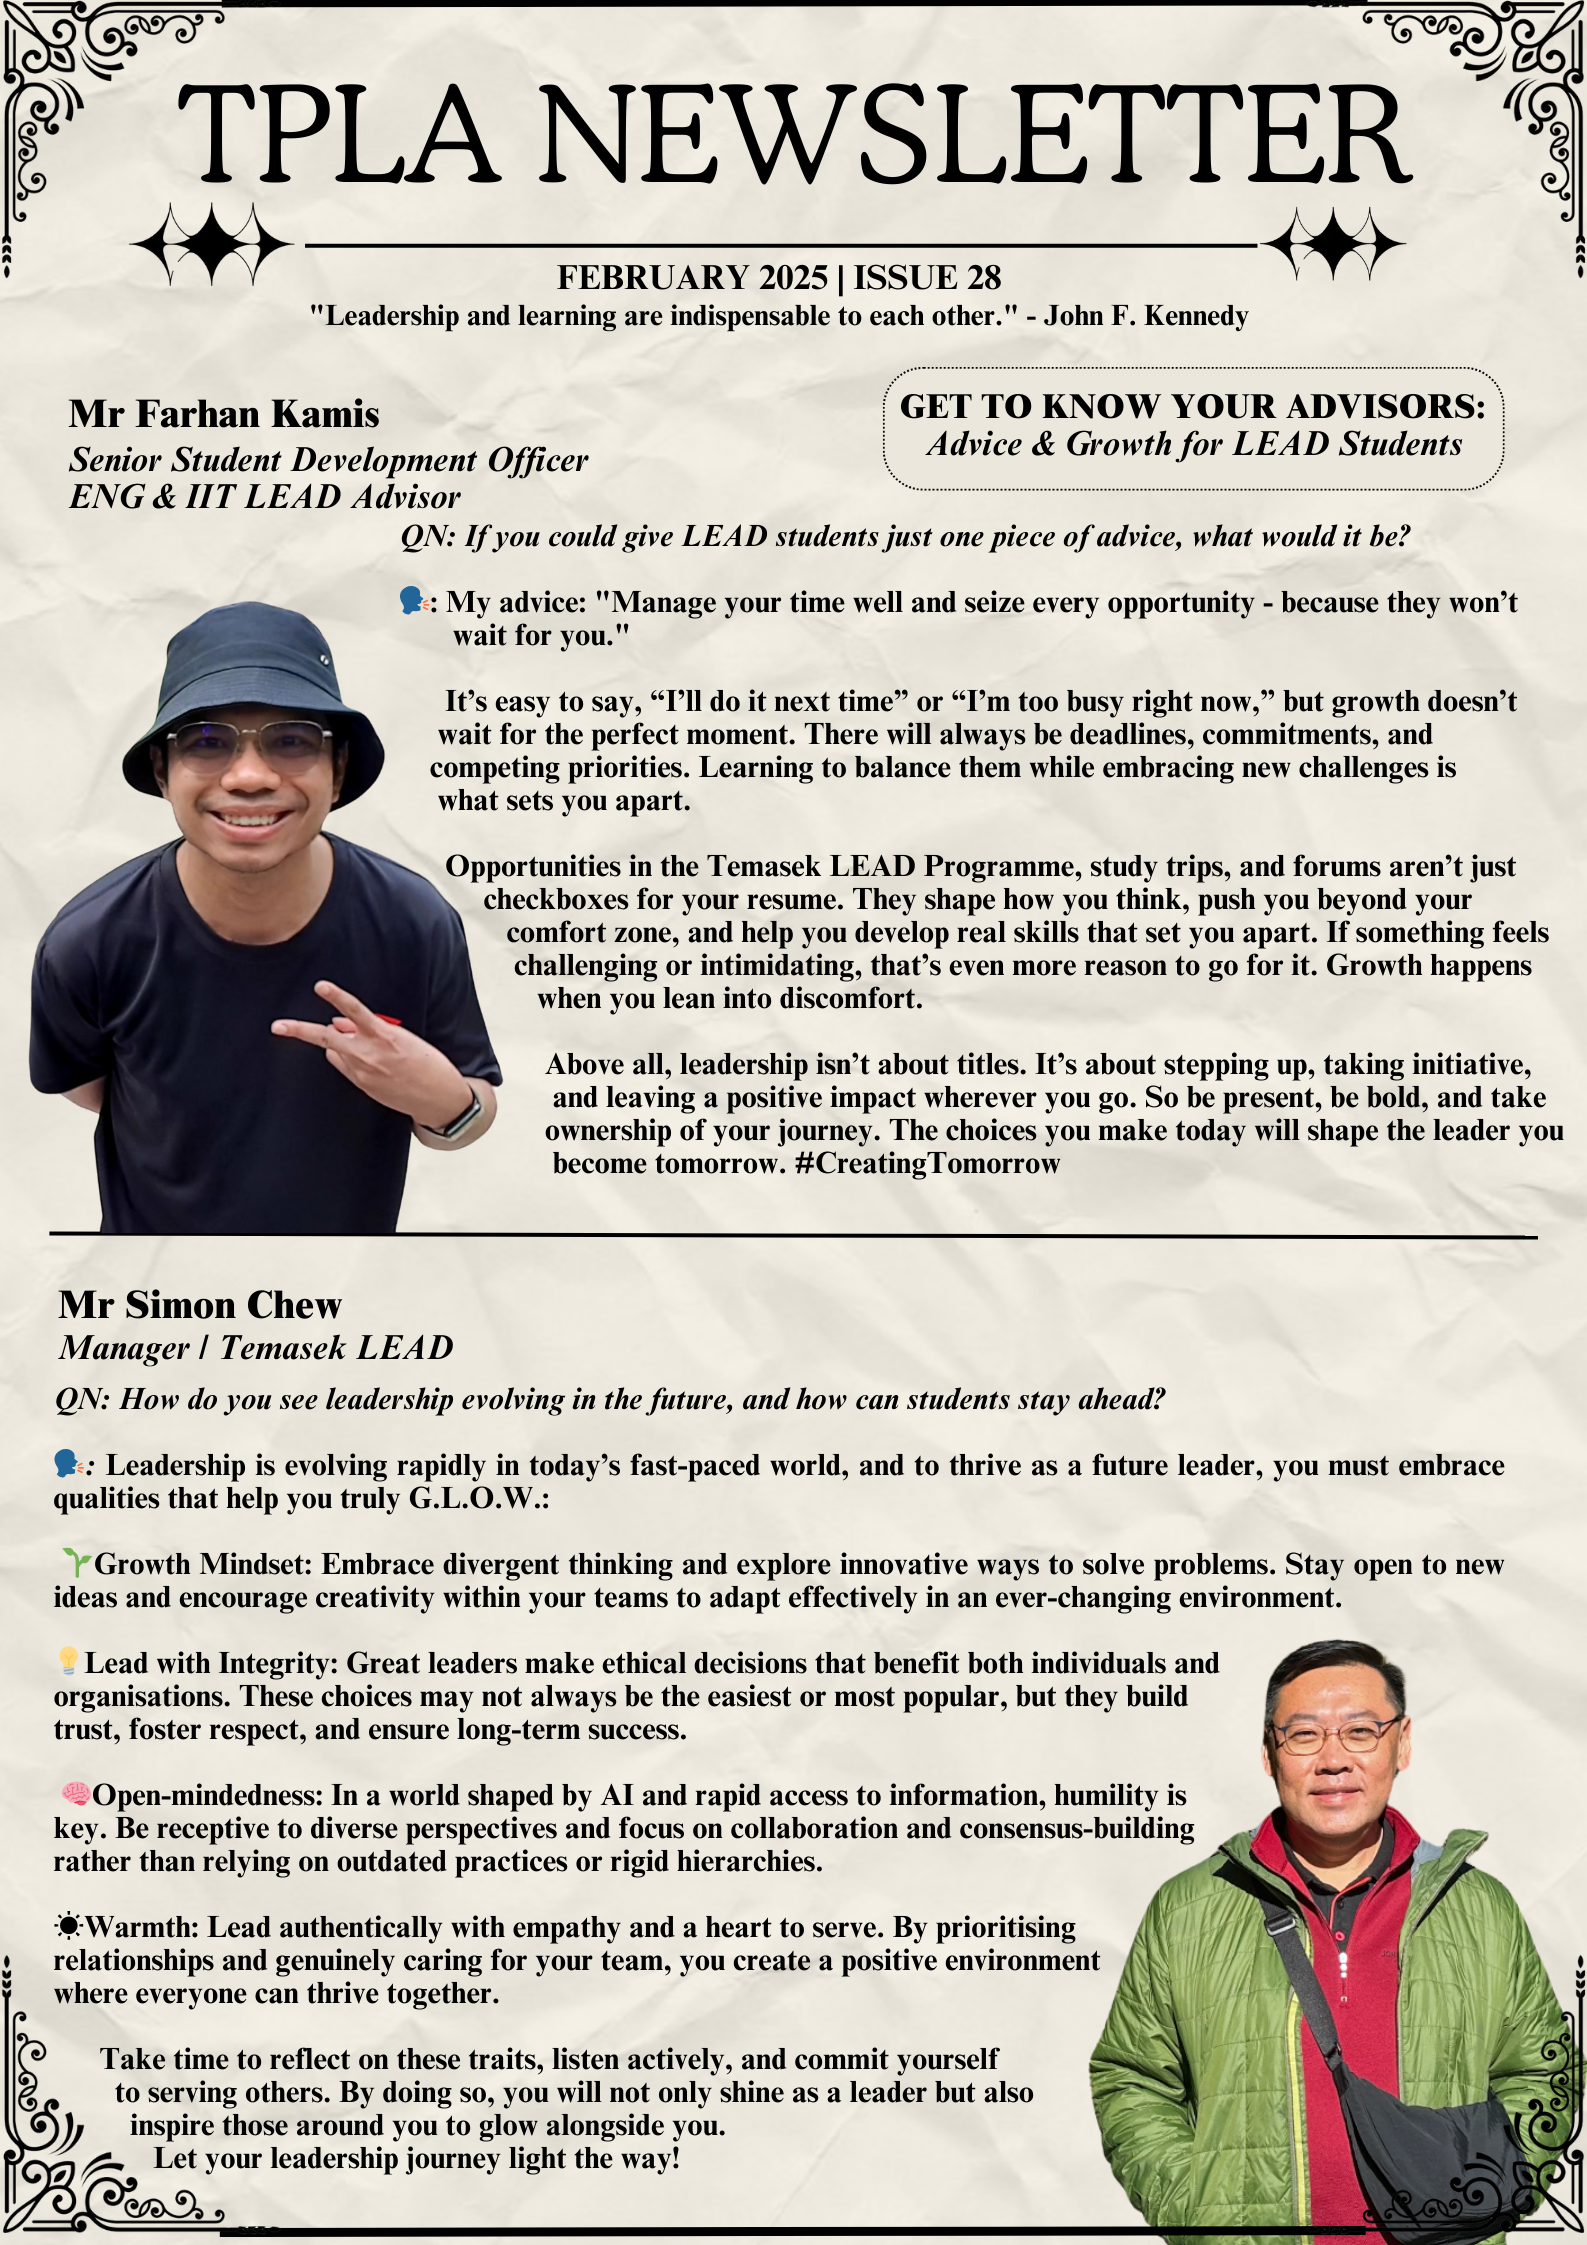 TPLA NEWSLETTER
FEBRUARY 2025 | ISSUE 28
"Leadership and learning are indispensable to each other." - John F. Kennedy
Mr Farhan Kamis
Senior Student Development Officer
ENG & IIT LEAD Advisor
GET TO KNOW YOUR ADVISORS:
Advice & Growth for LEAD Students
QN: If you could give LEAD students just one piece of advice, what would it be?
🗣: My advice: "Manage your time well and seize every opportunity - because they won’t
wait for you."
It’s easy to say, “I’ll do it next time” or “I’m too busy right now,” but growth doesn’t
wait for the perfect moment. There will always be deadlines, commitments, and
competing priorities. Learning to balance them while embracing new challenges is
what sets you apart.
Opportunities in the Temasek LEAD Programme, study trips, and forums aren’t just
checkboxes for your resume. They shape how you think, push you beyond your
comfort zone, and help you develop real skills that set you apart. If something feels
challenging or intimidating, that’s even more reason to go for it. Growth happens
when you lean into discomfort.
Above all, leadership isn’t about titles. It’s about stepping up, taking initiative,
and leaving a positive impact wherever you go. So be present, be bold, and take
ownership of your journey. The choices you make today will shape the leader you
become tomorrow. #CreatingTomorrow
Mr Simon Chew
Manager / Temasek LEAD
QN: How do you see leadership evolving in the future, and how can students stay ahead?
🗣: Leadership is evolving rapidly in today’s fast-paced world, and to thrive as a future leader, you must embrace
qualities that help you truly G.L.O.W.:
🌱Growth Mindset: Embrace divergent thinking and explore innovative ways to solve problems. Stay open to new
ideas and encourage creativity within your teams to adapt effectively in an ever-changing environment.
💡Lead with Integrity: Great leaders make ethical decisions that benefit both individuals and
organisations. These choices may not always be the easiest or most popular, but they build
trust, foster respect, and ensure long-term success.
🧠Open-mindedness: In a world shaped by AI and rapid access to information, humility is
key. Be receptive to diverse perspectives and focus on collaboration and consensus-building
rather than relying on outdated practices or rigid hierarchies.
☀Warmth: Lead authentically with empathy and a heart to serve. By prioritising
relationships and genuinely caring for your team, you create a positive environment
where everyone can thrive together.
Take time to reflect on these traits, listen actively, and commit yourself
to serving others. By doing so, you will not only shine as a leader but also
inspire those around you to glow alongside you.
Let your leadership journey light the way!